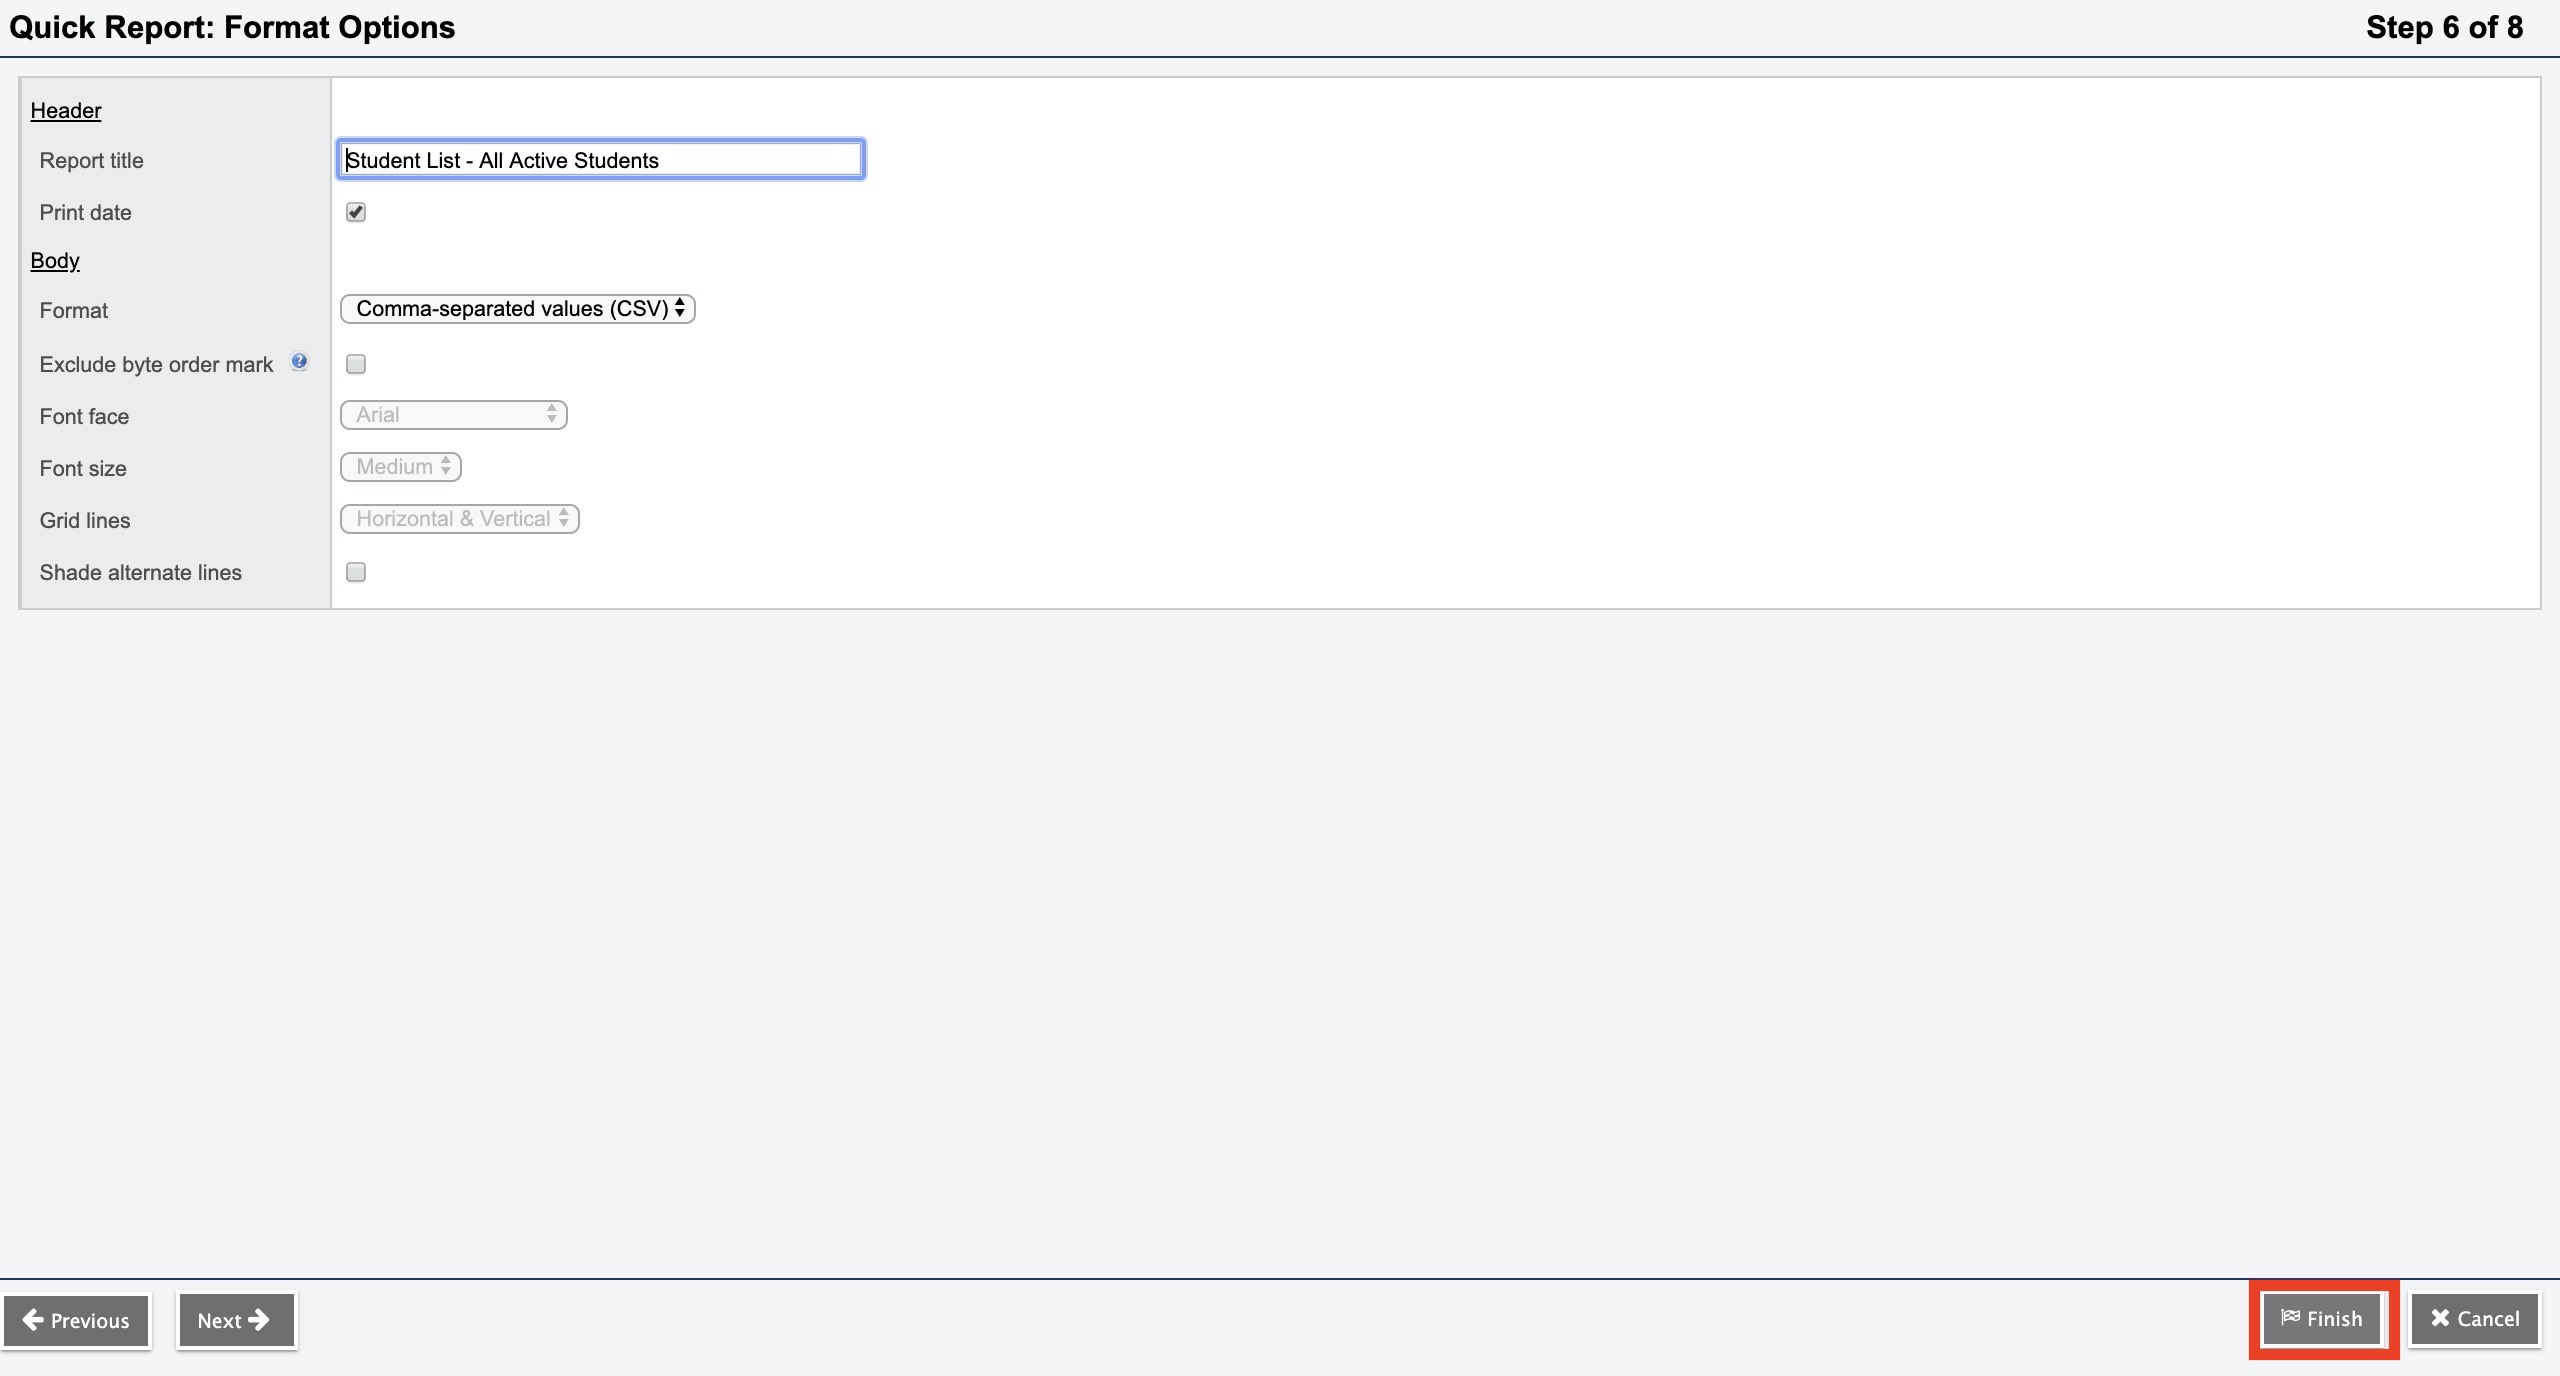 Quick Report: Format Options Step 6 of 8
Header
Report title Student List - All Active Students
Print date
Body
Format Comma-separated values (CSV)
Exclude byte order mark ?
Font face Arial
Font size Medium
Grid lines Horizontal & Vertical
Shade alternate lines
Previous Next Finish Cancel